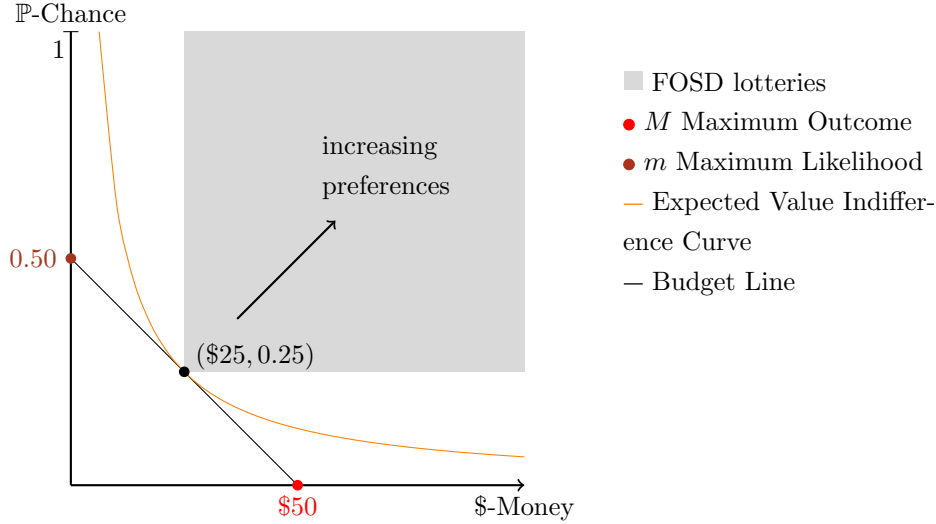 ℙ-Chance
1
increasing
preferences
0.50
($25, 0.25)
$50
$-Money
FOSD lotteries
M Maximum Outcome
m Maximum Likelihood
Expected Value Indiffer-
ence Curve
Budget Line